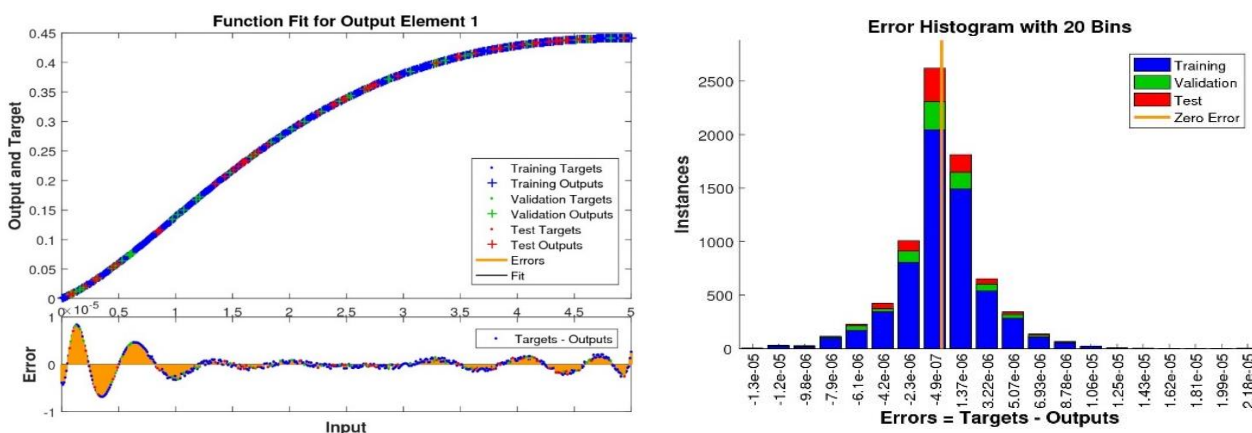 Function Fit for Output Element 1
Output and Target
0.45
0.4
0.35
0.3
0.25
0.2
0.15
0.1
0.05
0
Training Targets
Training Outputs
Validation Targets
Validation Outputs
Test Targets
Test Outputs
Errors
Fit
0 0.5 1 1.5 2 2.5 3 3.5 4 4.5 5
× 10⁻⁵
Error
1
0
-1
Targets - Outputs
Input
Error Histogram with 20 Bins
Instances
2500
2000
1500
1000
500
0
Training
Validation
Test
Zero Error
-1.3e-05
-1.2e-05
-9.8e-06
-7.9e-06
-6.1e-06
-4.2e-06
-2.3e-06
-4.9e-07
1.37e-06
3.22e-06
5.07e-06
6.93e-06
8.78e-06
1.06e-05
1.25e-05
1.43e-05
1.62e-05
1.81e-05
1.99e-05
2.18e-05
Errors = Targets - Outputs